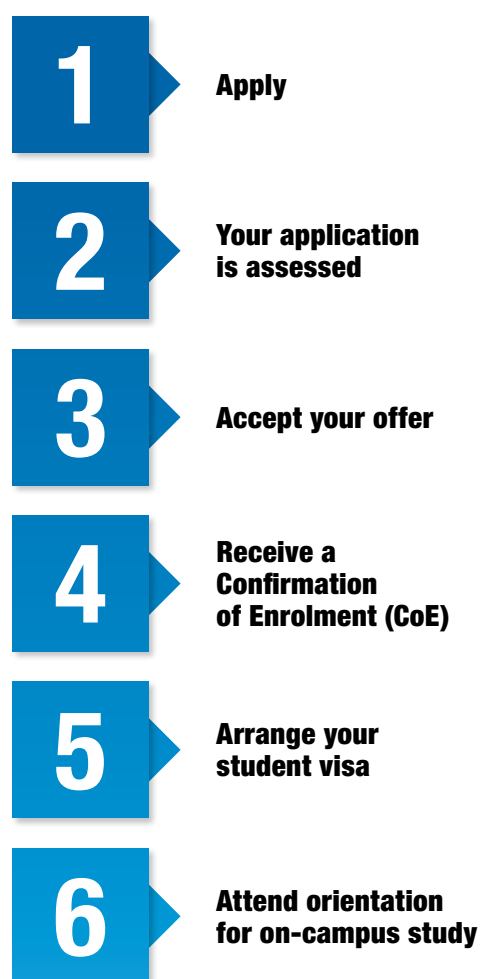 1
Apply
2
Your application
is assessed
3
Accept your offer
4
Receive a
Confirmation
of Enrolment (CoE)
5
Arrange your
student visa
6
Attend orientation
for on-campus study